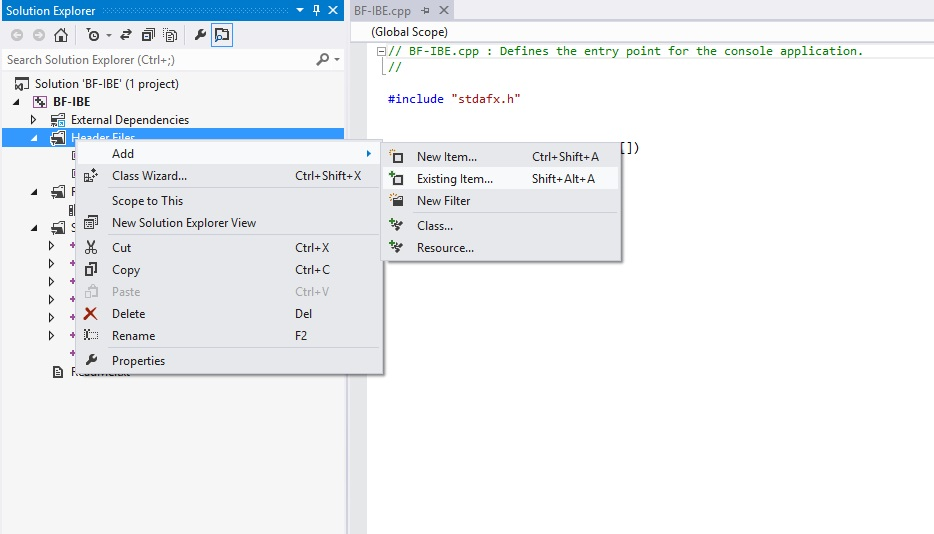 Solution Explorer
Search Solution Explorer (Ctrl+;)
Solution 'BF-IBE' (1 project)
BF-IBE
External Dependencies
Header Files
Add
Class Wizard... Ctrl+Shift+X
Scope to This
New Solution Explorer View
Cut Ctrl+X
Copy Ctrl+C
Paste Ctrl+V
Delete Del
Rename F2
Properties
New Item... Ctrl+Shift+A
Existing Item... Shift+Alt+A
New Filter
Class...
Resource...
BF-IBE.cpp
(Global Scope)
// BF-IBE.cpp : Defines the entry point for the console application.
//
#include "stdafx.h"
[])